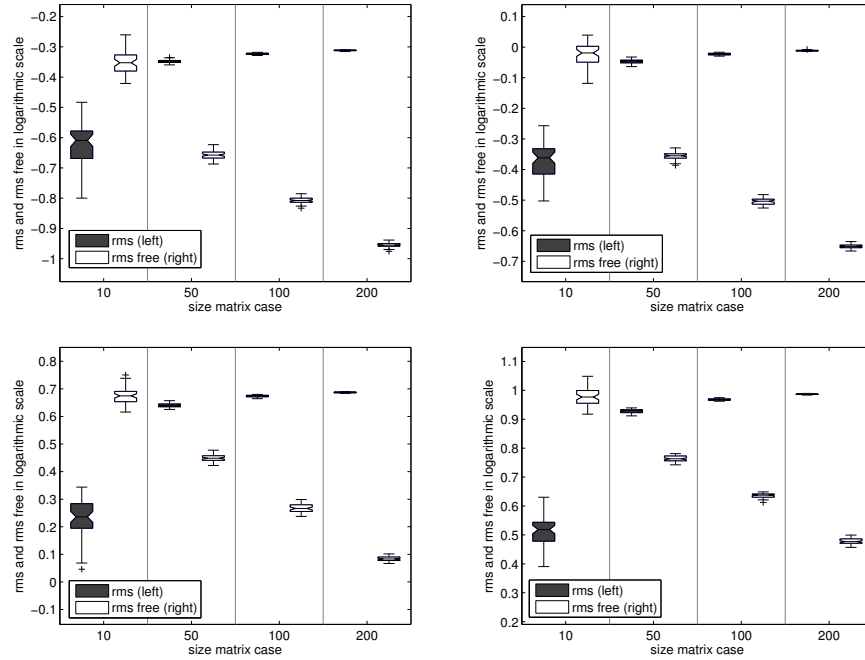 −0.2
−0.3
−0.4
−0.5
−0.6
−0.7
−0.8
−0.9
−1
rms and rms free in logarithmic scale
rms (left)
rms free (right)
10 50 100 200
size matrix case
0.1
0
−0.1
−0.2
−0.3
−0.4
−0.5
−0.6
−0.7
rms and rms free in logarithmic scale
rms (left)
rms free (right)
10 50 100 200
size matrix case
0.8
0.7
0.6
0.5
0.4
0.3
0.2
0.1
0
−0.1
rms and rms free in logarithmic scale
rms (left)
rms free (right)
10 50 100 200
size matrix case
1.1
1
0.9
0.8
0.7
0.6
0.5
0.4
0.3
0.2
rms and rms free in logarithmic scale
rms (left)
rms free (right)
10 50 100 200
size matrix case